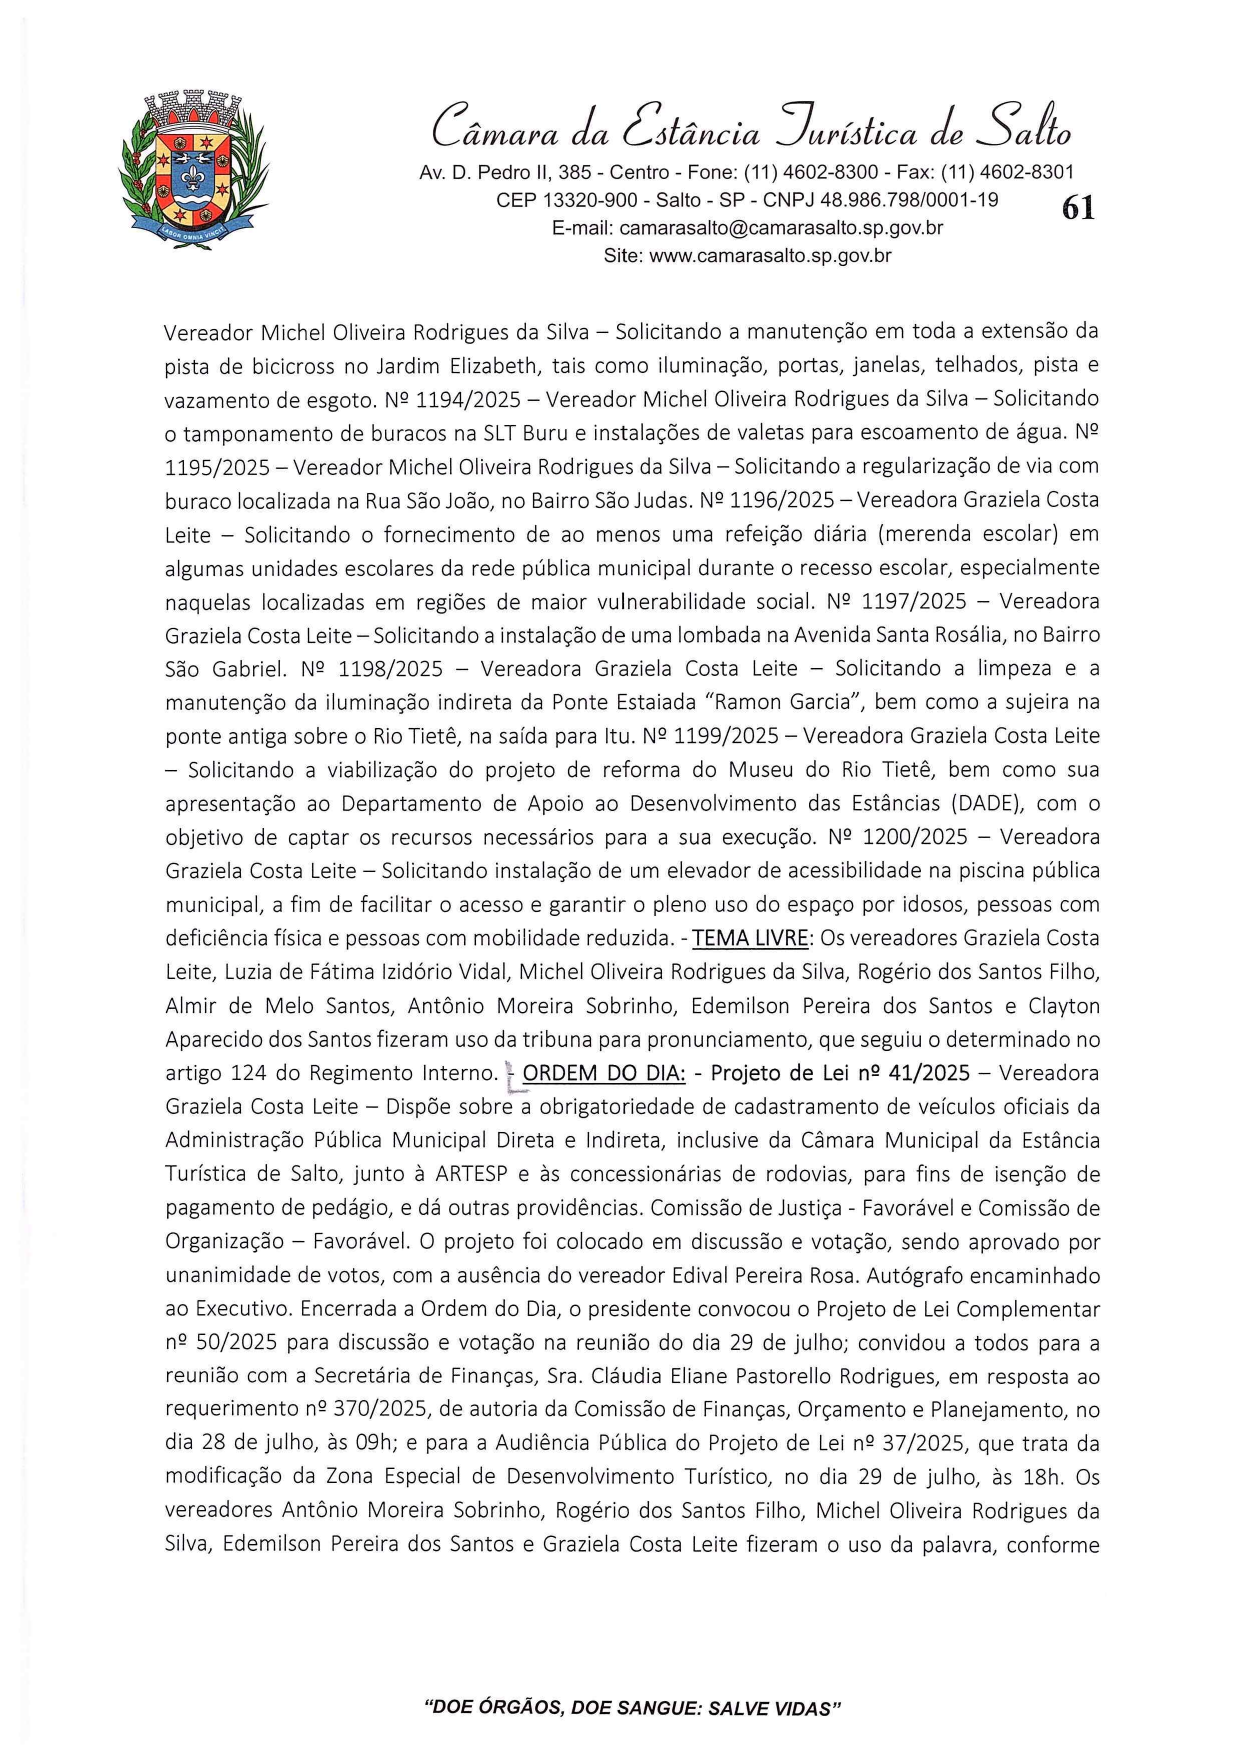 Câmara da Estância Turística de Salto
Av. D. Pedro II, 385 - Centro - Fone: (11) 4602-8300 - Fax: (11) 4602-8301
CEP 13320-900 - Salto - SP - CNPJ 48.986.798/0001-19
61
E-mail: camarasalto@camarasalto.sp.gov.br
Site: www.camarasalto.sp.gov.br
LABOR OMNIA VINCIT
Vereador Michel Oliveira Rodrigues da Silva – Solicitando a manutenção em toda a extensão da
pista de bicicross no Jardim Elizabeth, tais como iluminação, portas, janelas, telhados, pista e
vazamento de esgoto. Nº 1194/2025 – Vereador Michel Oliveira Rodrigues da Silva – Solicitando
o tamponamento de buracos na SLT Buru e instalações de valetas para escoamento de água. Nº
1195/2025 – Vereador Michel Oliveira Rodrigues da Silva – Solicitando a regularização de via com
buraco localizada na Rua São João, no Bairro São Judas. Nº 1196/2025 – Vereadora Graziela Costa
Leite – Solicitando o fornecimento de ao menos uma refeição diária (merenda escolar) em
algumas unidades escolares da rede pública municipal durante o recesso escolar, especialmente
naquelas localizadas em regiões de maior vulnerabilidade social. Nº 1197/2025 – Vereadora
Graziela Costa Leite – Solicitando a instalação de uma lombada na Avenida Santa Rosália, no Bairro
São Gabriel. Nº 1198/2025 – Vereadora Graziela Costa Leite – Solicitando a limpeza e a
manutenção da iluminação indireta da Ponte Estaiada “Ramon Garcia”, bem como a sujeira na
ponte antiga sobre o Rio Tietê, na saída para Itu. Nº 1199/2025 – Vereadora Graziela Costa Leite
– Solicitando a viabilização do projeto de reforma do Museu do Rio Tietê, bem como sua
apresentação ao Departamento de Apoio ao Desenvolvimento das Estâncias (DADE), com o
objetivo de captar os recursos necessários para a sua execução. Nº 1200/2025 – Vereadora
Graziela Costa Leite – Solicitando instalação de um elevador de acessibilidade na piscina pública
municipal, a fim de facilitar o acesso e garantir o pleno uso do espaço por idosos, pessoas com
deficiência física e pessoas com mobilidade reduzida. - TEMA LIVRE: Os vereadores Graziela Costa
Leite, Luzia de Fátima Izidório Vidal, Michel Oliveira Rodrigues da Silva, Rogério dos Santos Filho,
Almir de Melo Santos, Antônio Moreira Sobrinho, Edemilson Pereira dos Santos e Clayton
Aparecido dos Santos fizeram uso da tribuna para pronunciamento, que seguiu o determinado no
artigo 124 do Regimento Interno. - ORDEM DO DIA: - Projeto de Lei nº 41/2025 – Vereadora
Graziela Costa Leite – Dispõe sobre a obrigatoriedade de cadastramento de veículos oficiais da
Administração Pública Municipal Direta e Indireta, inclusive da Câmara Municipal da Estância
Turística de Salto, junto à ARTESP e às concessionárias de rodovias, para fins de isenção de
pagamento de pedágio, e dá outras providências. Comissão de Justiça - Favorável e Comissão de
Organização – Favorável. O projeto foi colocado em discussão e votação, sendo aprovado por
unanimidade de votos, com a ausência do vereador Edival Pereira Rosa. Autógrafo encaminhado
ao Executivo. Encerrada a Ordem do Dia, o presidente convocou o Projeto de Lei Complementar
nº 50/2025 para discussão e votação na reunião do dia 29 de julho; convidou a todos para a
reunião com a Secretária de Finanças, Sra. Cláudia Eliane Pastorello Rodrigues, em resposta ao
requerimento nº 370/2025, de autoria da Comissão de Finanças, Orçamento e Planejamento, no
dia 28 de julho, às 09h; e para a Audiência Pública do Projeto de Lei nº 37/2025, que trata da
modificação da Zona Especial de Desenvolvimento Turístico, no dia 29 de julho, às 18h. Os
vereadores Antônio Moreira Sobrinho, Rogério dos Santos Filho, Michel Oliveira Rodrigues da
Silva, Edemilson Pereira dos Santos e Graziela Costa Leite fizeram o uso da palavra, conforme
“DOE ÓRGÃOS, DOE SANGUE: SALVE VIDAS”